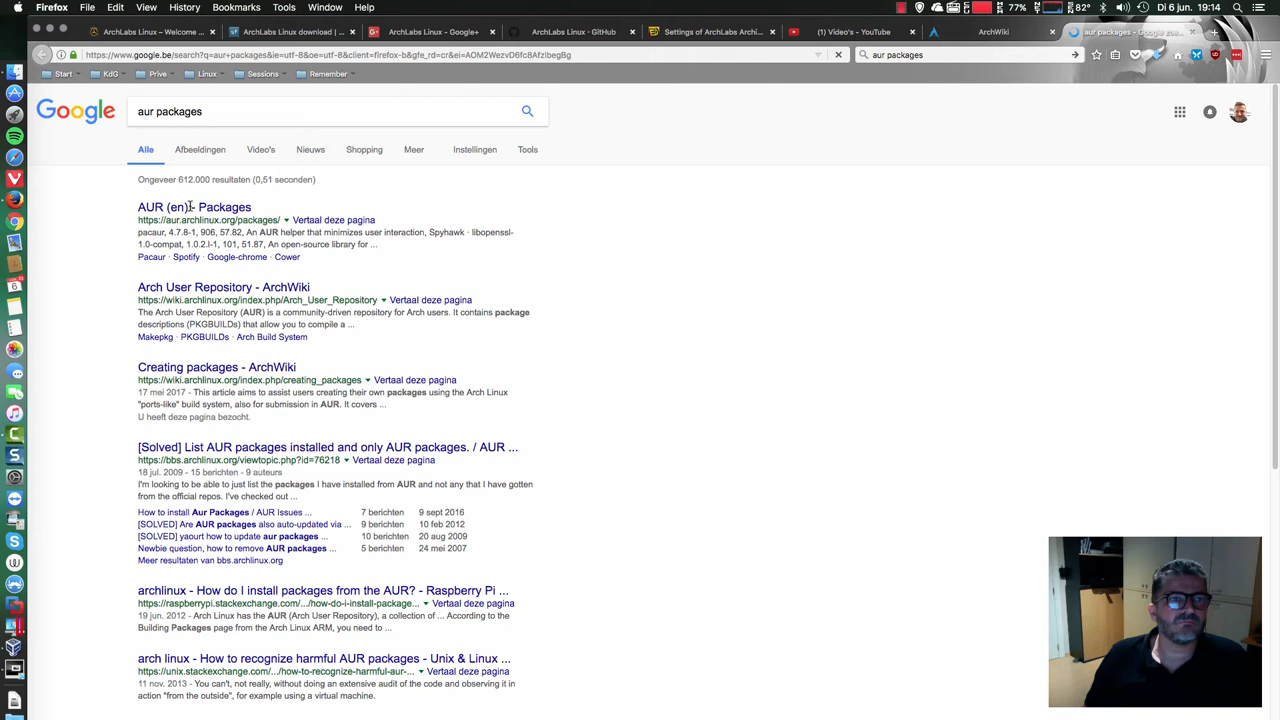 Firefox File Edit View History Bookmarks Tools Window Help
ArchLabs Linux – Welcome ...
ArchLabs Linux download | ...
ArchLabs Linux - Google+
ArchLabs Linux · GitHub
Settings of ArchLabs Archi...
(1) Video's - YouTube
ArchWiki
aur packages - Google zoe...
https://www.google.be/search?q=aur+packages&ie=utf-8&oe=utf-8&client=firefox-b&gfe_rd=cr&ei=AOM2WezvD6fc8AfzlbegBg
aur packages
Start KdG Prive Linux Sessions Remember
Google
aur packages
Alle Afbeeldingen Video's Nieuws Shopping Meer Instellingen Tools
Ongeveer 612.000 resultaten (0,51 seconden)
AUR (en) - Packages
https://aur.archlinux.org/packages/ Vertaal deze pagina
pacaur, 4.7.8-1, 906, 57.82, An AUR helper that minimizes user interaction, Spyhawk · libopenssl-
1.0-compat, 1.0.2.l-1, 101, 51.87, An open-source library for ...
Pacaur · Spotify · Google-chrome · Cower
Arch User Repository - ArchWiki
https://wiki.archlinux.org/index.php/Arch_User_Repository Vertaal deze pagina
The Arch User Repository (AUR) is a community-driven repository for Arch users. It contains package
descriptions (PKGBUILDs) that allow you to compile a ...
Makepkg · PKGBUILDs · Arch Build System
Creating packages - ArchWiki
https://wiki.archlinux.org/index.php/creating_packages Vertaal deze pagina
17 mei 2017 - This article aims to assist users creating their own packages using the Arch Linux
"ports-like" build system, also for submission in AUR. It covers ...
U heeft deze pagina bezocht.
[Solved] List AUR packages installed and only AUR packages. / AUR ...
https://bbs.archlinux.org/viewtopic.php?id=76218 Vertaal deze pagina
18 jul. 2009 - 15 berichten - 9 auteurs
I'm looking to be able to just list the packages I have installed from AUR and not any that I have gotten
from the official repos. I've checked out ...
How to install Aur Packages / AUR Issues ... 7 berichten 9 sept 2016
[SOLVED] Are AUR packages also auto-updated via ... 9 berichten 10 feb 2012
[SOLVED] yaourt how to update aur packages ... 10 berichten 20 aug 2009
Newbie question, how to remove AUR packages ... 5 berichten 24 mei 2007
Meer resultaten van bbs.archlinux.org
archlinux - How do I install packages from the AUR? - Raspberry Pi ...
https://raspberrypi.stackexchange.com/.../how-do-i-install-package... Vertaal deze pagina
19 jun. 2012 - Arch Linux has the AUR (Arch User Repository), a collection of ... According to the
Building Packages page from the Arch Linux ARM, you need to ...
arch linux - How to recognize harmful AUR packages - Unix & Linux ...
https://unix.stackexchange.com/.../how-to-recognize-harmful-aur-... Vertaal deze pagina
11 nov. 2013 - You can't, not really, without doing an extensive audit of the code and observing it in
action "from the outside", for example using a virtual machine.